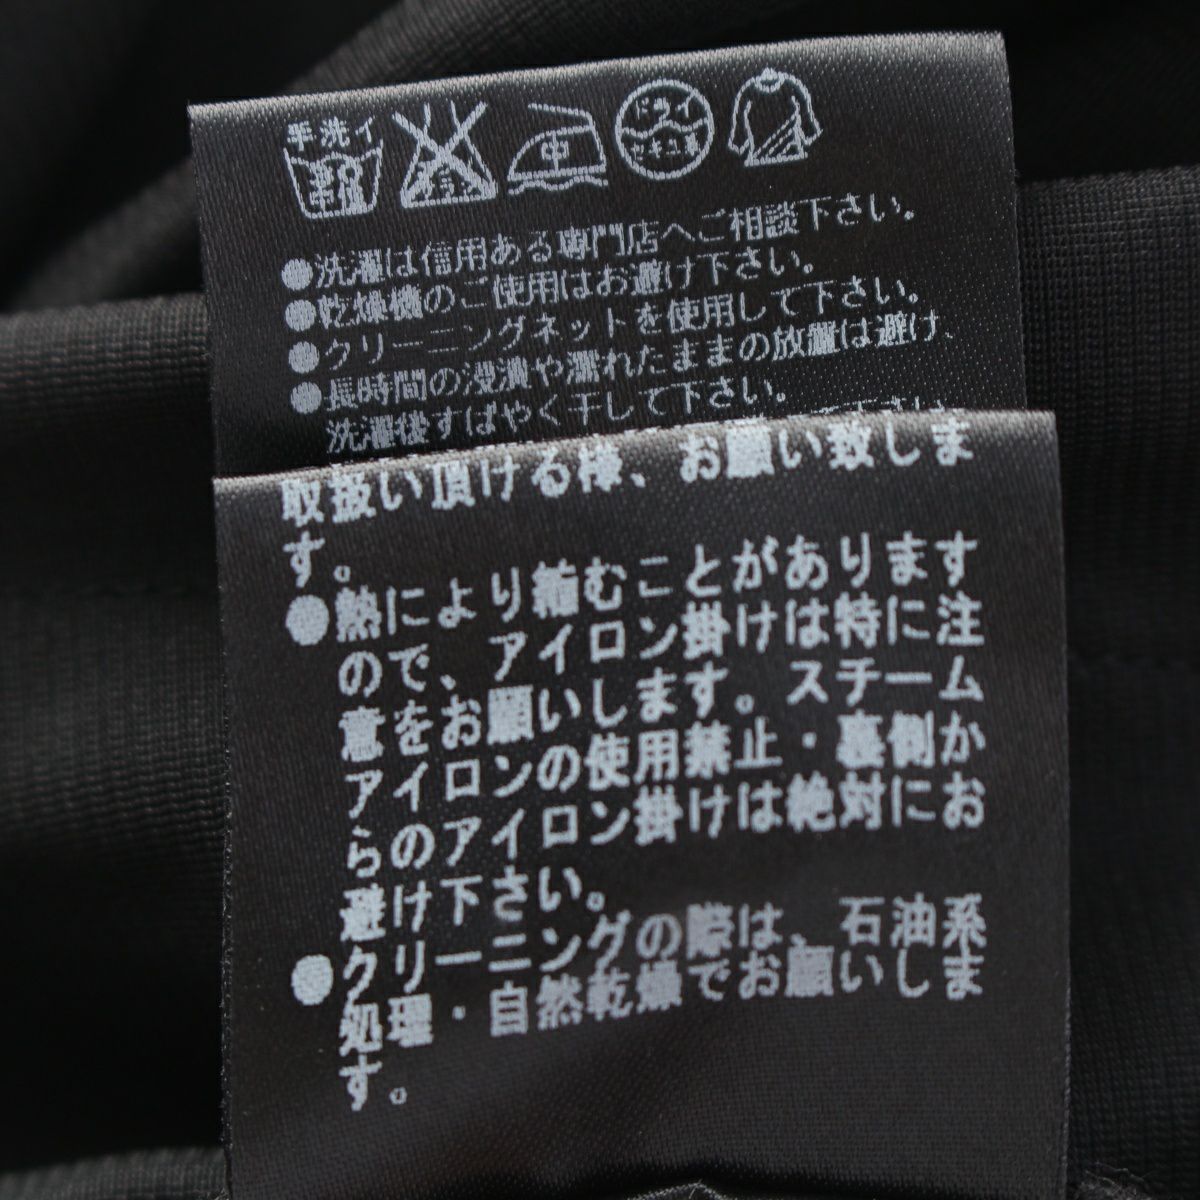 手洗イ
中
ドライ
セキユ系
●洗濯は信用ある専門店へご相談下さい。
●乾燥機のご使用はお避け下さい。
●クリーニングネットを使用して下さい。
●長時間の浸漬や濡れたままの放置は避け、
洗濯後すばやく干して下さい。
取扱い頂ける様、お願い致しま
す。
●熱により縮むことがあります
ので、アイロン掛けは特に注
意をお願いします。スチーム
アイロンの使用禁止・裏側か
らのアイロン掛けは絶対にお
避け下さい。
●クリーニングの際は、石油系
処理・自然乾燥でお願いしま
す。